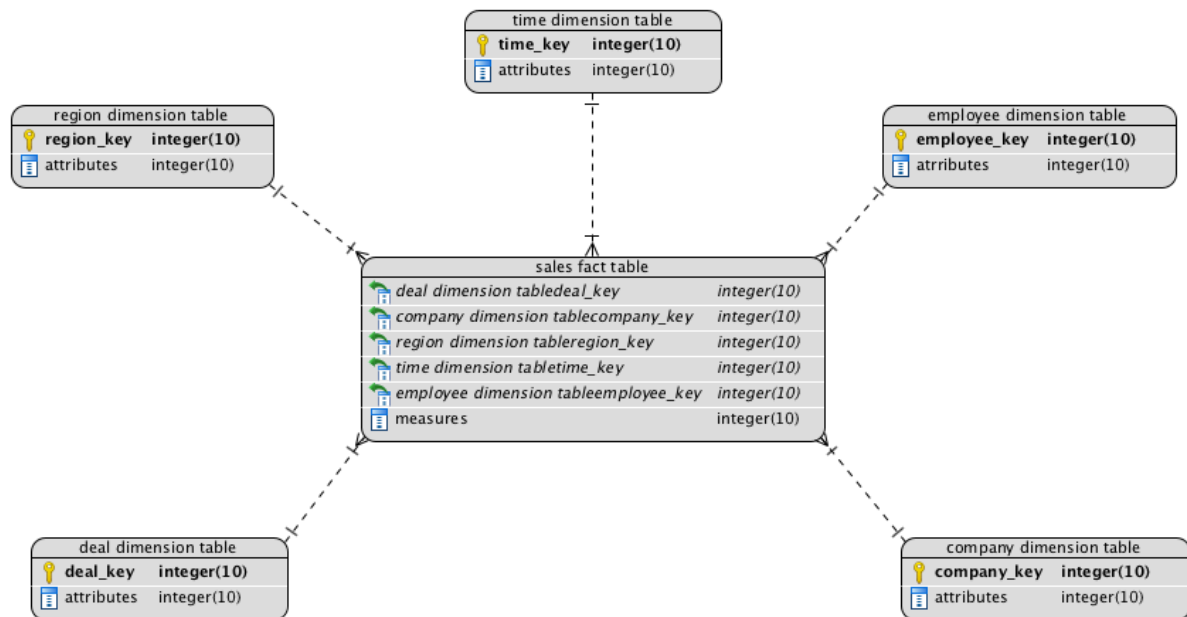 time dimension table
time_key integer(10)
attributes integer(10)
region dimension table
region_key integer(10)
attributes integer(10)
employee dimension table
employee_key integer(10)
atrributes integer(10)
sales fact table
deal dimension tabledeal_key integer(10)
company dimension tablecompany_key integer(10)
region dimension tableregion_key integer(10)
time dimension tabletime_key integer(10)
employee dimension tableemployee_key integer(10)
measures integer(10)
deal dimension table
deal_key integer(10)
attributes integer(10)
company dimension table
company_key integer(10)
attributes integer(10)